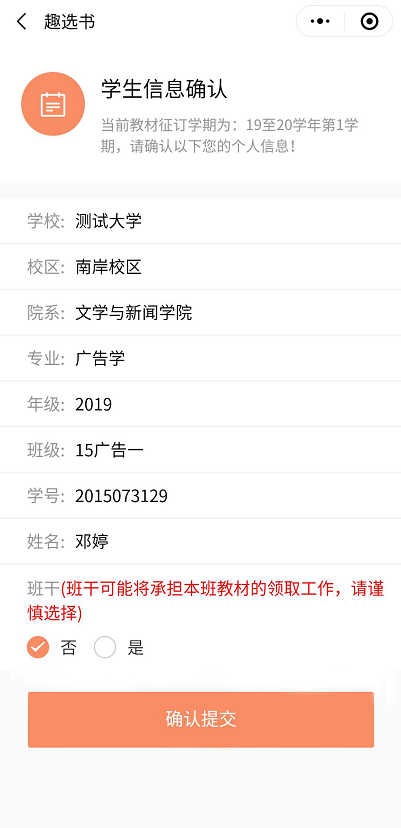 趣选书
学生信息确认
当前教材征订学期为：19至20学年第1学
期，请确认以下您的个人信息！
学校: 测试大学
校区: 南岸校区
院系: 文学与新闻学院
专业: 广告学
年级: 2019
班级: 15广告一
学号: 2015073129
姓名: 邓婷
班干(班干可能将承担本班教材的领取工作，请谨
慎选择)
否 是
确认提交